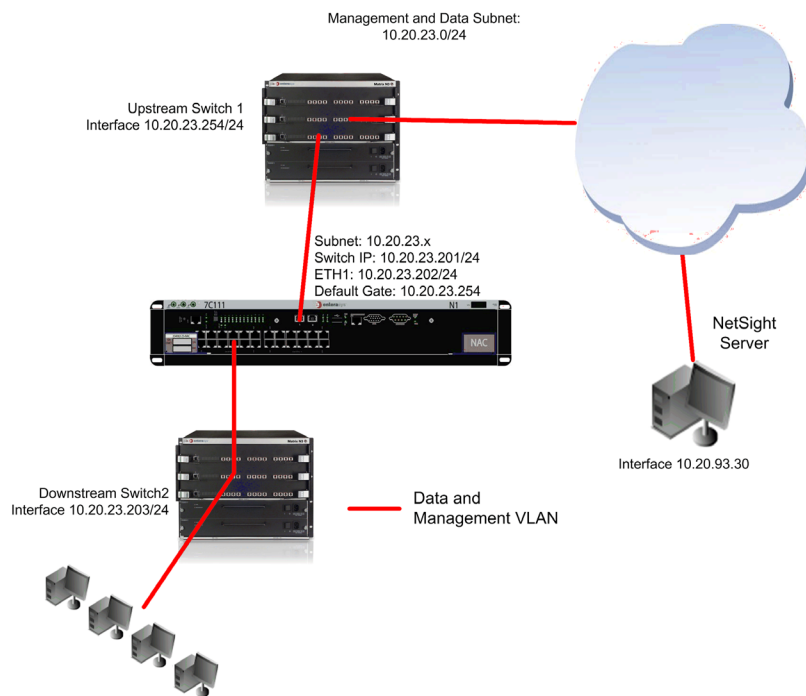 Management and Data Subnet:
10.20.23.0/24
Upstream Switch 1
Interface 10.20.23.254/24
Subnet: 10.20.23.x
Switch IP: 10.20.23.201/24
ETH1: 10.20.23.202/24
Default Gate: 10.20.23.254
7C111
enterasys
N1
NAC
NetSight
Server
Interface 10.20.93.30
Downstream Switch2
Interface 10.20.23.203/24
Data and
Management VLAN